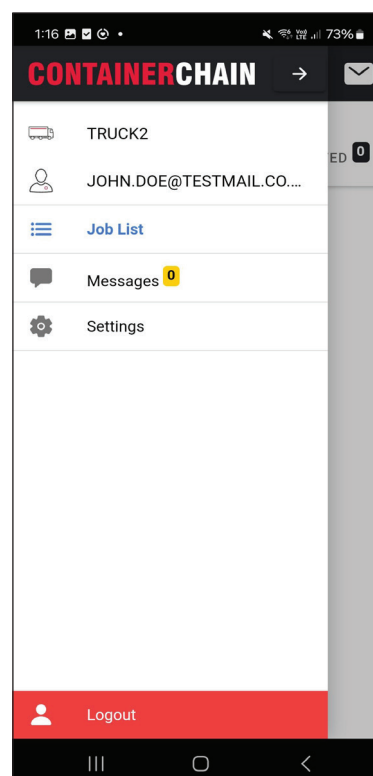 1:16 73%
CONTAINERCHAIN
TRUCK2
ED 0
JOHN.DOE@TESTMAIL.CO....
Job List
Messages 0
Settings
Logout